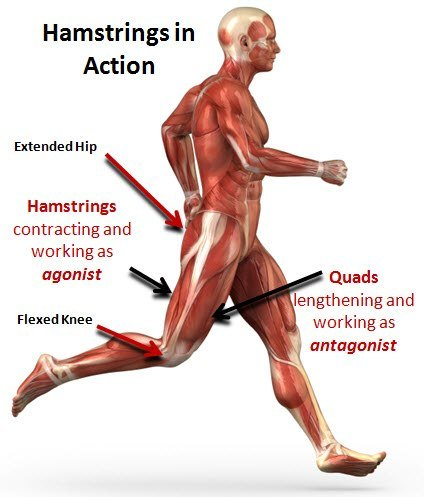 Hamstrings in
Action
Extended Hip
Hamstrings
contracting and
working as
agonist
Quads
lengthening and
working as
antagonist
Flexed Knee